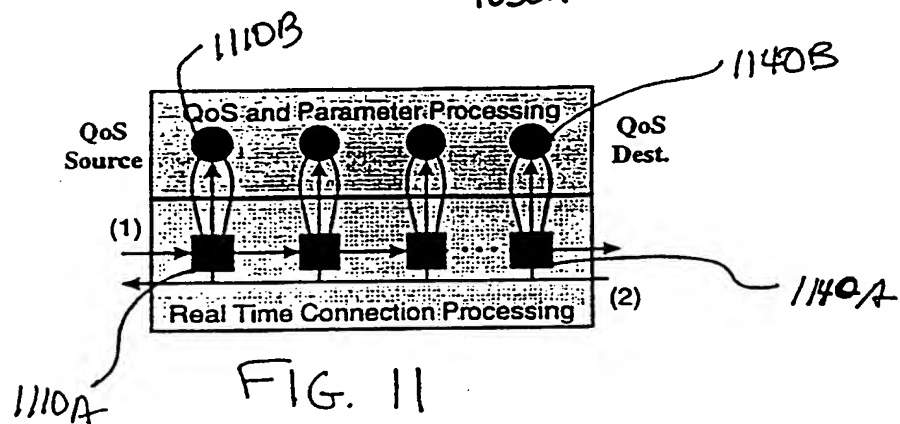 1110B
1140B
QoS and Parameter Processing
QoS
Source
QoS
Dest.
(1)
(2)
Real Time Connection Processing
1140A
1110A
FIG. 11